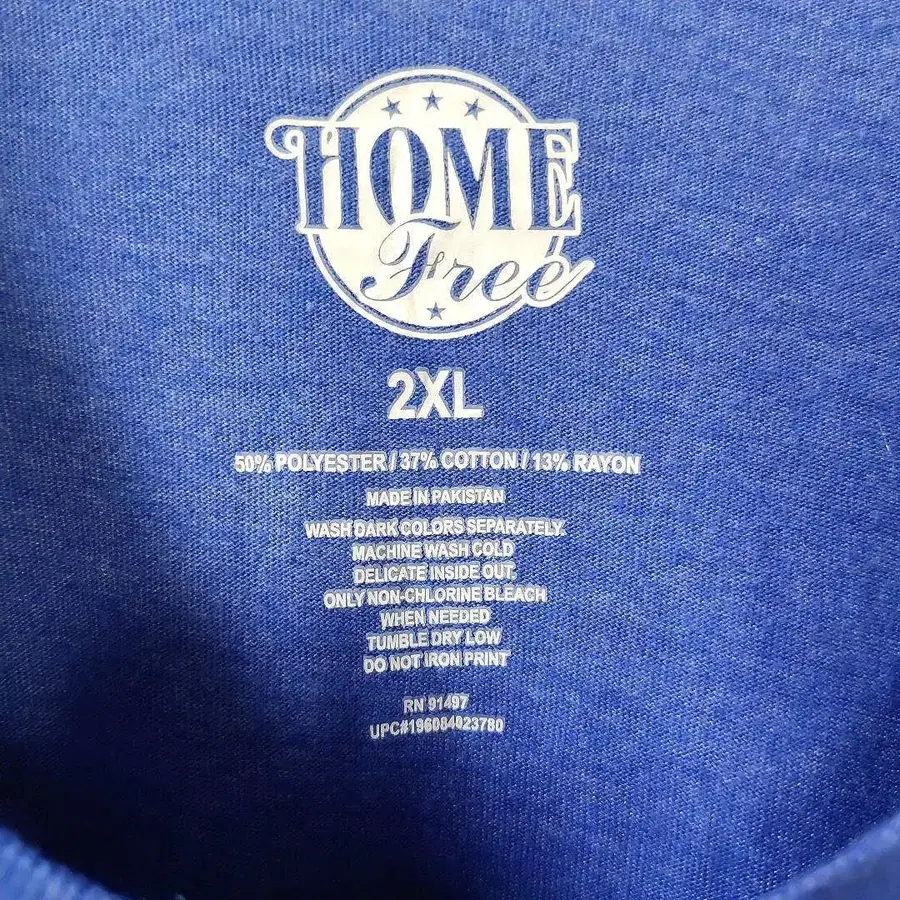 HOME
Free
2XL
50% POLYESTER / 37% COTTON / 13% RAYON
MADE IN PAKISTAN
WASH DARK COLORS SEPARATELY.
MACHINE WASH COLD
DELICATE INSIDE OUT.
ONLY NON-CHLORINE BLEACH
WHEN NEEDED
TUMBLE DRY LOW
DO NOT IRON PRINT
RN 91497
UPC#196084023780